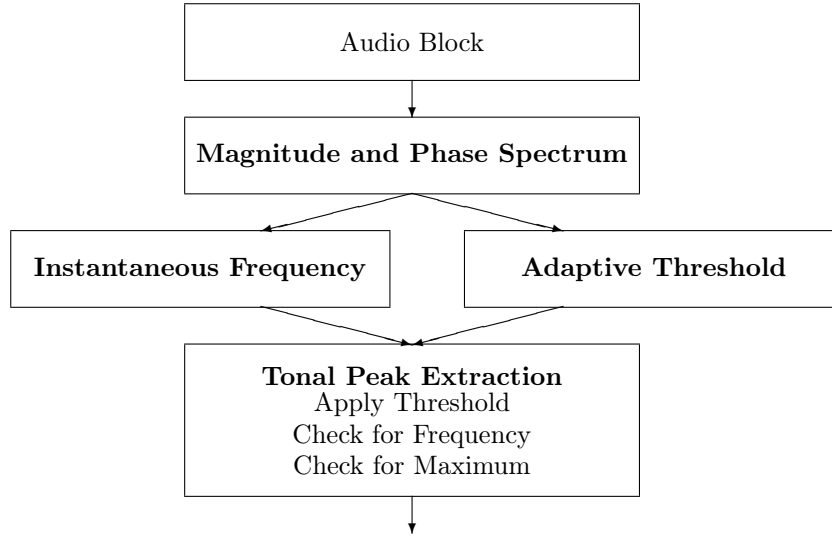 Audio Block
Magnitude and Phase Spectrum
Instantaneous Frequency
Adaptive Threshold
Tonal Peak Extraction
Apply Threshold
Check for Frequency
Check for Maximum